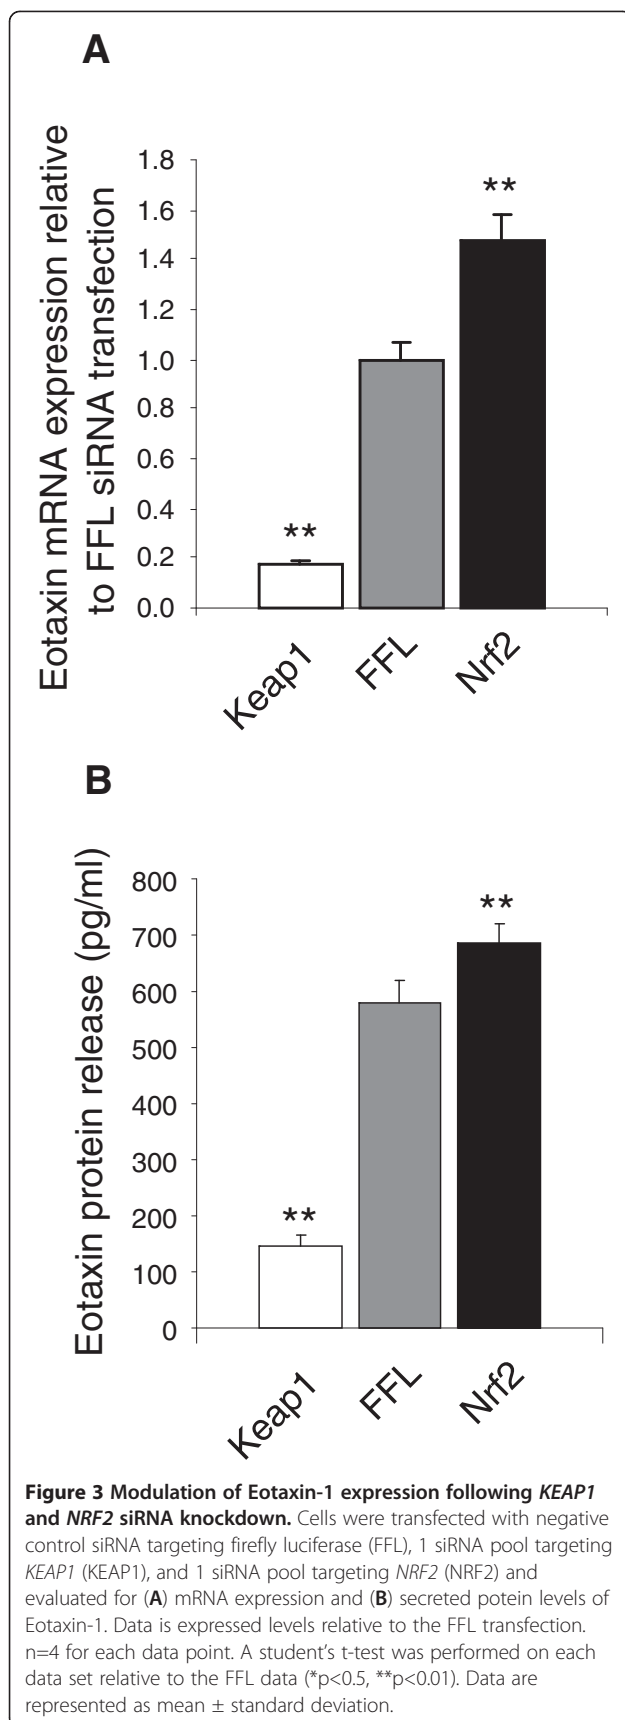 A
Eotaxin mRNA expression relative
to FFL siRNA transfection
1.8
1.6
1.4
1.2
1.0
0.8
0.6
0.4
0.2
0.0
**
**
Keap1
FFL
Nrf2
B
Eotaxin protein release (pg/ml)
800
700
600
500
400
300
200
100
0
**
**
Keap1
FFL
Nrf2
Figure 3 Modulation of Eotaxin-1 expression following KEAP1
and NRF2 siRNA knockdown. Cells were transfected with negative
control siRNA targeting firefly luciferase (FFL), 1 siRNA pool targeting
KEAP1 (KEAP1), and 1 siRNA pool targeting NRF2 (NRF2) and
evaluated for (A) mRNA expression and (B) secreted potein levels of
Eotaxin-1. Data is expressed levels relative to the FFL transfection.
n=4 for each data point. A student's t-test was performed on each
data set relative to the FFL data (*p<0.5, **p<0.01). Data are
represented as mean ± standard deviation.